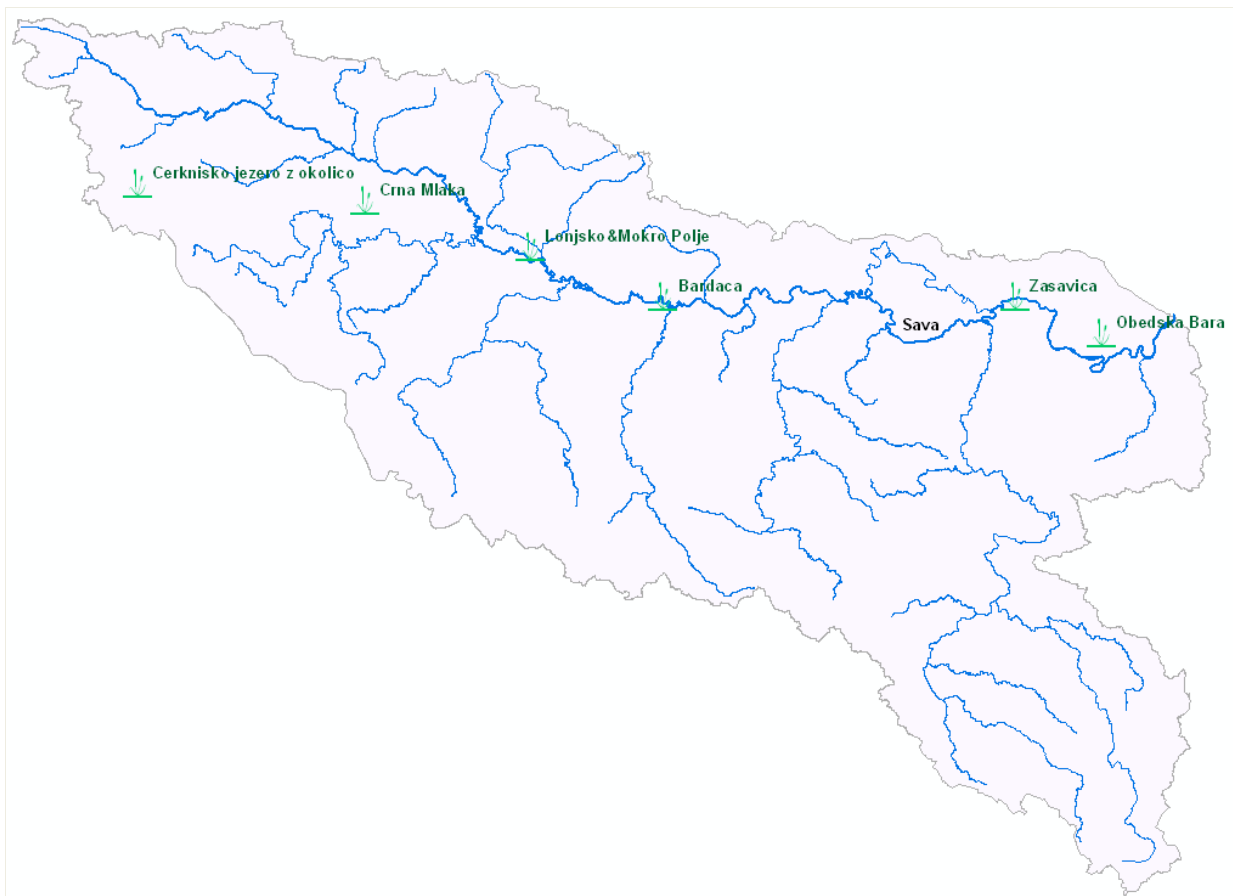 Cerknisko jezero z okolico
Crna Mlaka
Lonjsko&Mokro Polje
Bardaca
Zasavica
Sava
Obedska Bara